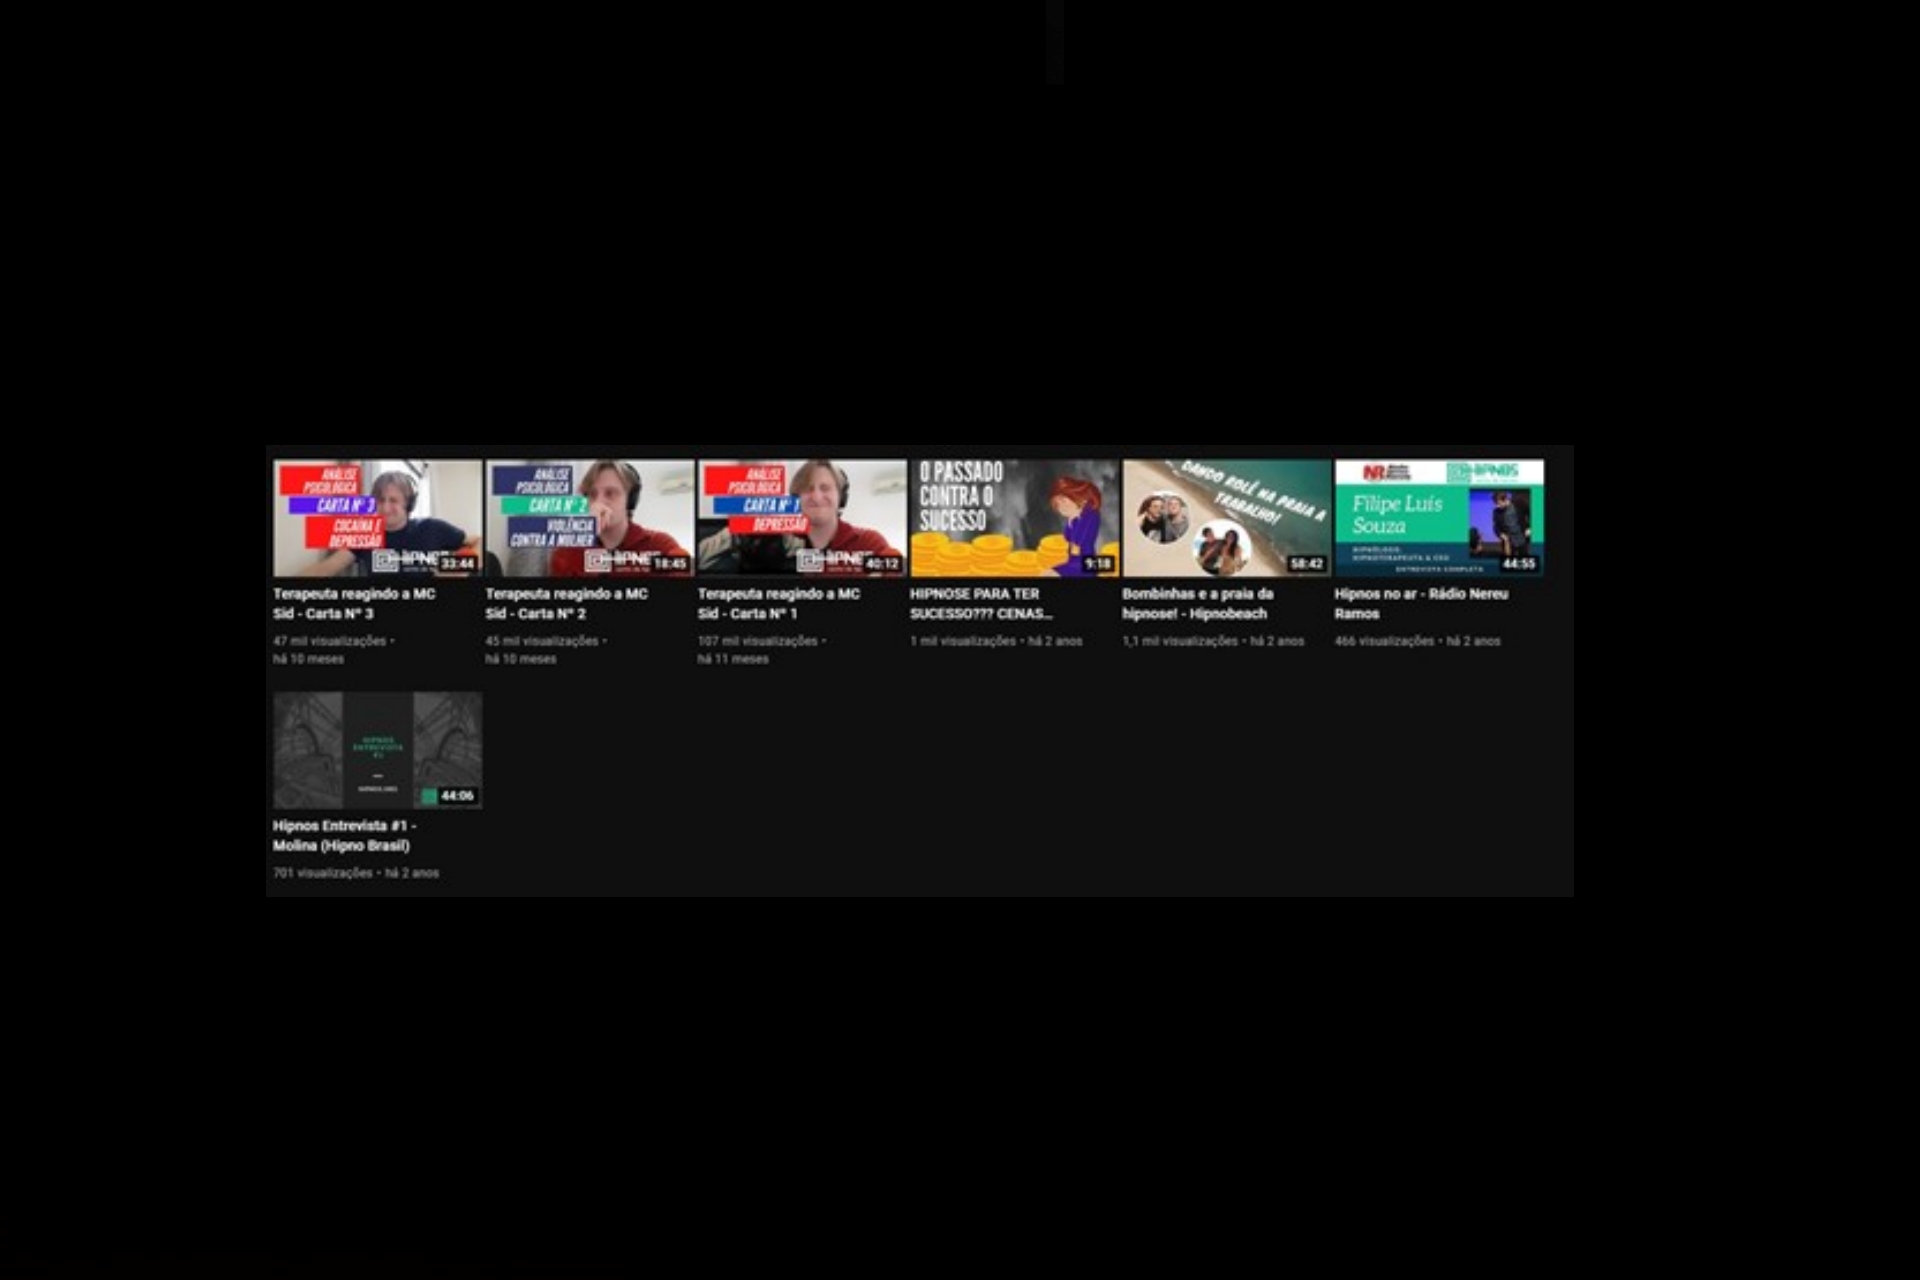 ANÁLISE
PSICOLÓGICA
CARTA Nº 3
COCAÍNA E
DEPRESSÃO
33:44
Terapeuta reagindo a MC
Sid - Carta Nº 3
47 mil visualizações •
há 10 meses
ANÁLISE
PSICOLÓGICA
CARTA Nº 2
VIOLÊNCIA
CONTRA A MULHER
18:45
Terapeuta reagindo a MC
Sid - Carta Nº 2
45 mil visualizações •
há 10 meses
ANÁLISE
PSICOLÓGICA
CARTA Nº 1
DEPRESSÃO
40:12
Terapeuta reagindo a MC
Sid - Carta Nº 1
107 mil visualizações •
há 11 meses
O PASSADO
CONTRA O
SUCESSO
9:18
HIPNOSE PARA TER
SUCESSO??? CENAS...
1 mil visualizações • há 2 anos
DANDO ROLÊ NA PRAIA A
TRABALHO!
58:42
Bombinhas e a praia da
hipnose! - Hipnobeach
1,1 mil visualizações • há 2 anos
NR
HIPNOS
Filipe Luís
Souza
HIPNÓLOGO,
HIPNOTERAPEUTA & CEO
ENTREVISTA COMPLETA
44:55
Hipnos no ar - Rádio Nereu
Ramos
466 visualizações • há 2 anos
HIPNOS
ENTREVISTA
#1
44:06
Hipnos Entrevista #1 -
Molina (Hipno Brasil)
701 visualizações • há 2 anos